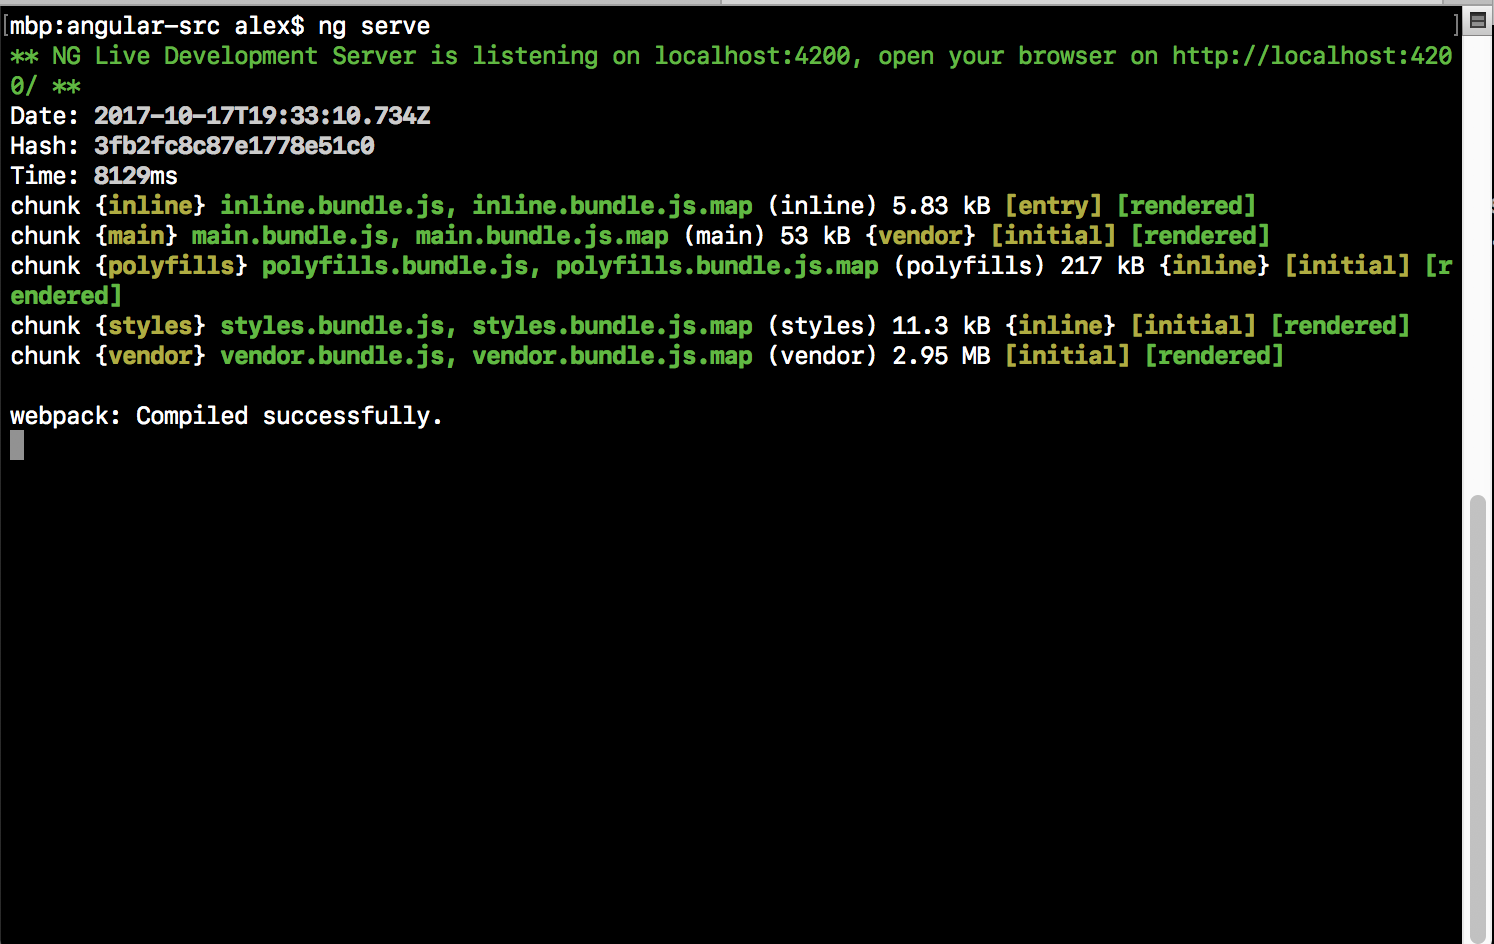 [mbp:angular-src alex$ ng serve ]
** NG Live Development Server is listening on localhost:4200, open your browser on http://localhost:420
0/ **
Date: 2017-10-17T19:33:10.734Z
Hash: 3fb2fc8c87e1778e51c0
Time: 8129ms
chunk {inline} inline.bundle.js, inline.bundle.js.map (inline) 5.83 kB [entry] [rendered]
chunk {main} main.bundle.js, main.bundle.js.map (main) 53 kB {vendor} [initial] [rendered]
chunk {polyfills} polyfills.bundle.js, polyfills.bundle.js.map (polyfills) 217 kB {inline} [initial] [r
endered]
chunk {styles} styles.bundle.js, styles.bundle.js.map (styles) 11.3 kB {inline} [initial] [rendered]
chunk {vendor} vendor.bundle.js, vendor.bundle.js.map (vendor) 2.95 MB [initial] [rendered]
webpack: Compiled successfully.